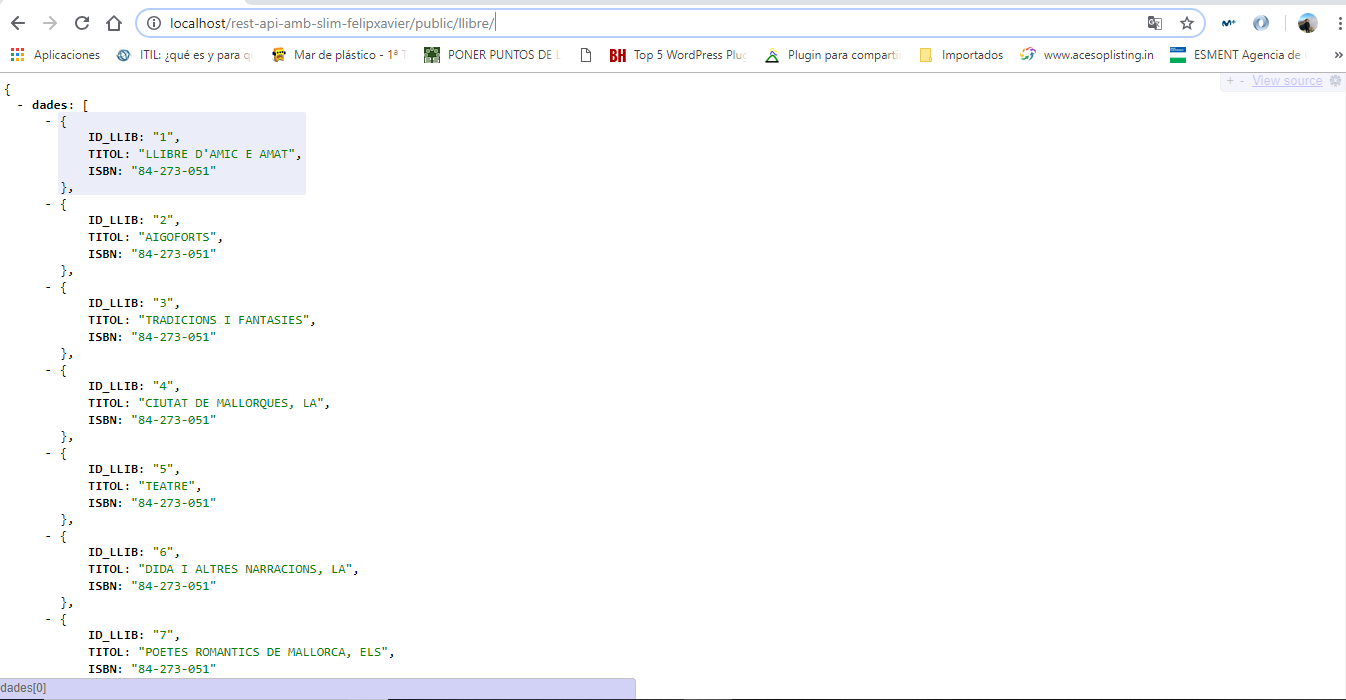 localhost/rest-api-amb-slim-felipxavier/public/llibre/
Aplicaciones ITIL: ¿qué es y para q Mar de plástico - 1ª T PONER PUNTOS DE L BH Top 5 WordPress Plug Plugin para comparti Importados www.acesoplisting.in ESMENT Agencia de »
+ - View source
{
- dades: [
- {
ID_LLIB: "1",
TITOL: "LLIBRE D'AMIC E AMAT",
ISBN: "84-273-051"
},
- {
ID_LLIB: "2",
TITOL: "AIGOFORTS",
ISBN: "84-273-051"
},
- {
ID_LLIB: "3",
TITOL: "TRADICIONS I FANTASIES",
ISBN: "84-273-051"
},
- {
ID_LLIB: "4",
TITOL: "CIUTAT DE MALLORQUES, LA",
ISBN: "84-273-051"
},
- {
ID_LLIB: "5",
TITOL: "TEATRE",
ISBN: "84-273-051"
},
- {
ID_LLIB: "6",
TITOL: "DIDA I ALTRES NARRACIONS, LA",
ISBN: "84-273-051"
},
- {
ID_LLIB: "7",
TITOL: "POETES ROMANTICS DE MALLORCA, ELS",
ISBN: "84-273-051"
dades[0]